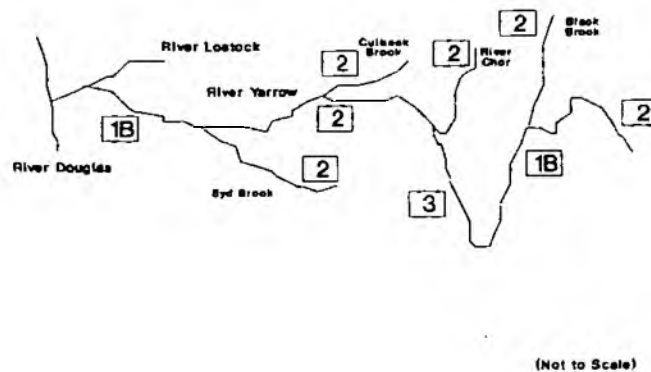 2
Black
Brook
Culbeck
Brook
2
River
Chor
River Lostock
2
River Yarrow
2
2
1B
1B
River Douglas
2
Syd Brook
3
(Not to Scale)